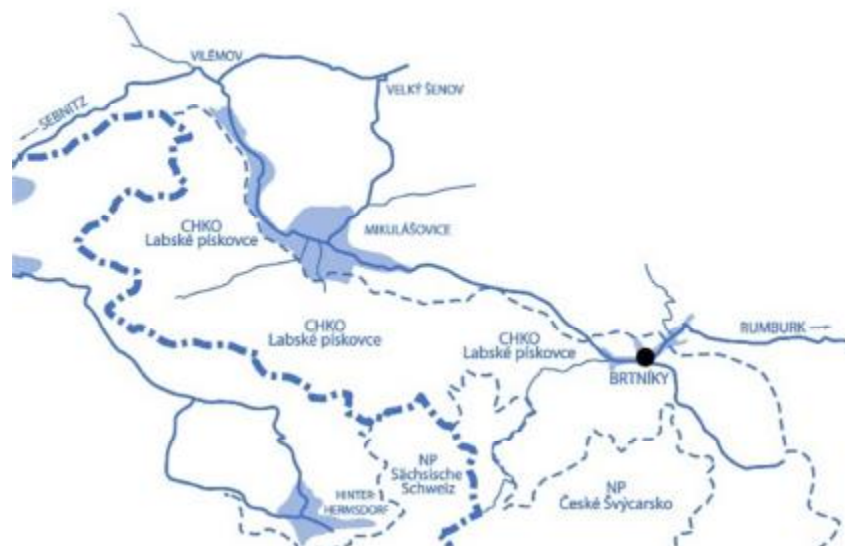 VILÉMOV
VELKÝ ŠENOV
← SEBNITZ
CHKO
Labské pískovce
MIKULÁŠOVICE
CHKO
Labské pískovce
CHKO
Labské pískovce
RUMBURK →
BRTNÍKY
NP
Sächsische
Schweiz
NP
České Švýcarsko
HINTER-
HERMSDORF